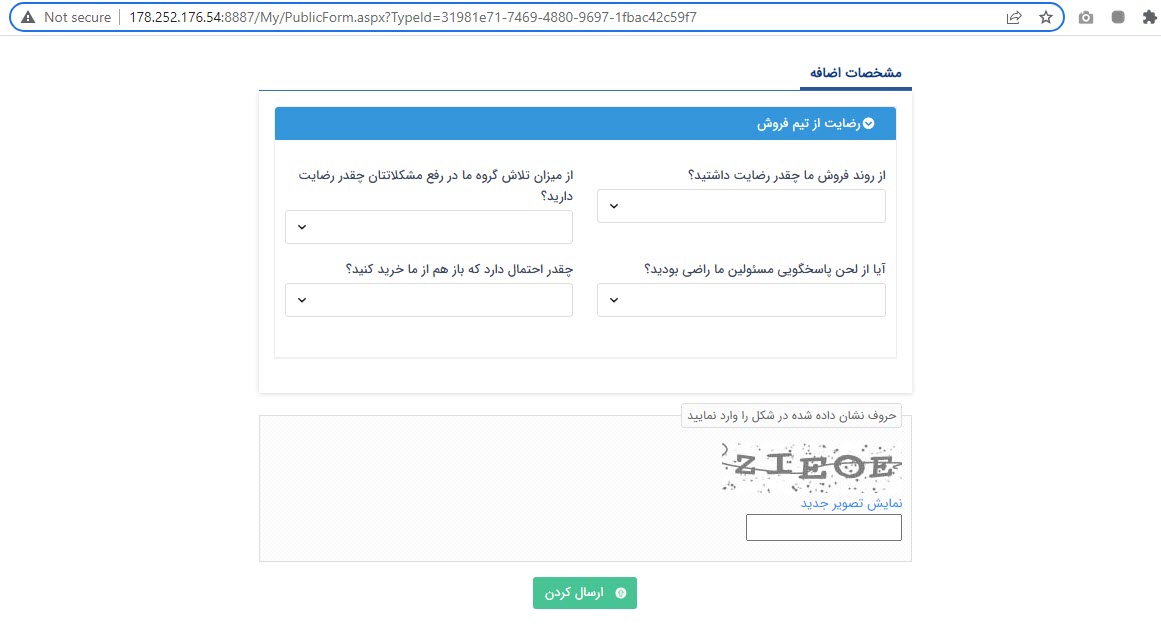 Not secure
178.252.176.54:8887/My/PublicForm.aspx?TypeId=31981e71-7469-4880-9697-1fbac42c59f7
مشخصات اضافه
رضایت از تیم فروش
از روند فروش ما چقدر رضایت داشتید؟
از میزان تلاش گروه ما در رفع مشکلاتتان چقدر رضایت
دارید؟
آیا از لحن پاسخگویی مسئولین ما راضی بودید؟
چقدر احتمال دارد که باز هم از ما خرید کنید؟
حروف نشان داده شده در شکل را وارد نمایید
ZIEOE
نمایش تصویر جدید
ارسال کردن